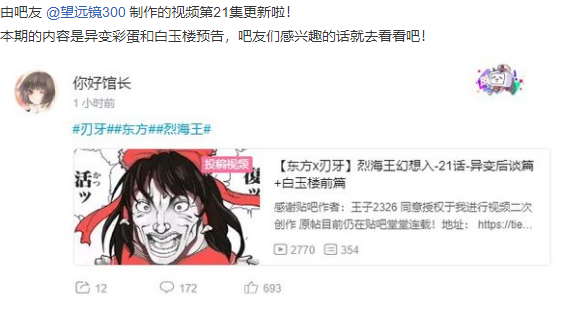 由吧友 @望远镜300 制作的视频第21集更新啦！
本期的内容是异变彩蛋和白玉楼预告，吧友们感兴趣的话就去看看吧！
你好馆长
1 小时前
#刃牙##东方##烈海王#
投稿视频
復活ッ
かつ
【东方x刃牙】烈海王幻想入-21话-异变后谈篇
+白玉楼前篇
感谢贴吧作者：王子2326 同意授权于我进行视频二次
创作 原帖目前仍在贴吧堂堂连载！地址： https://tie...
2770 354
12 172 693